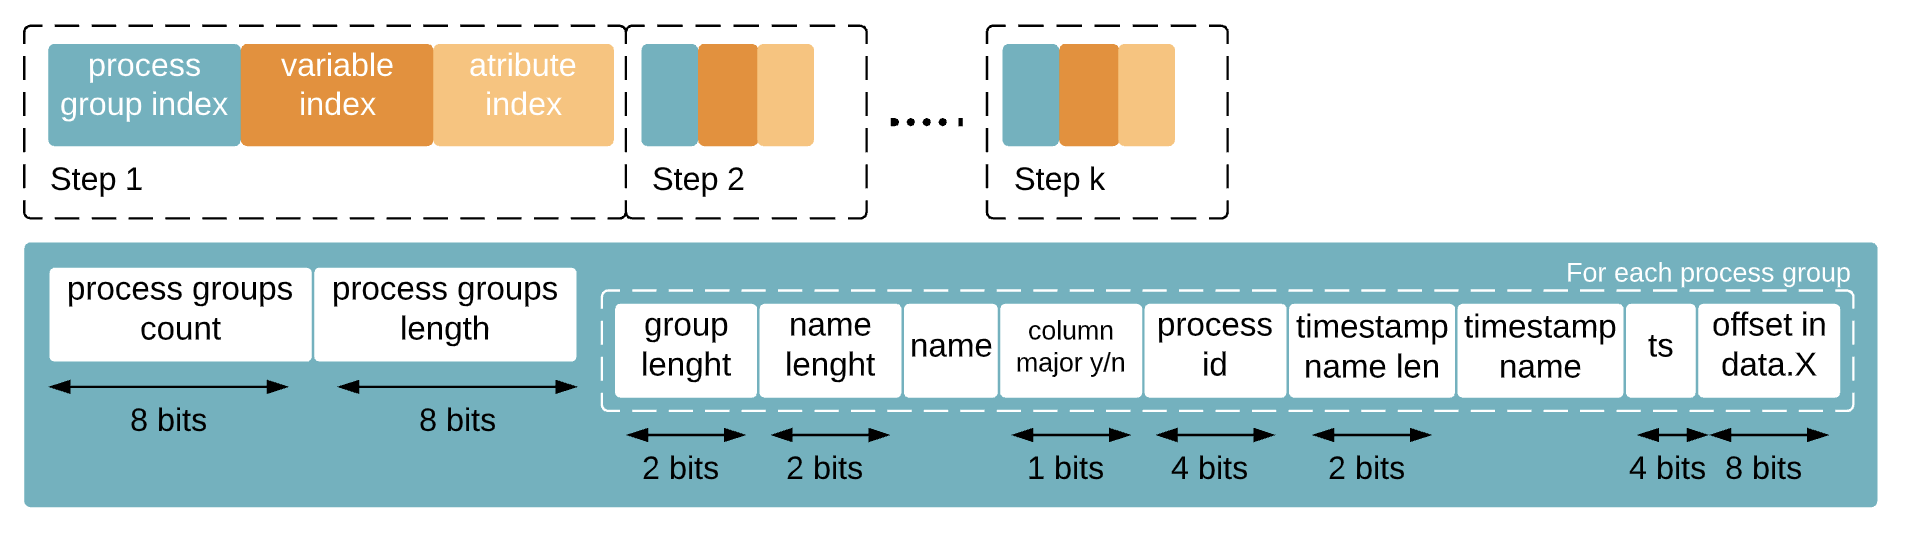 process
group index
variable
index
atribute
index
Step 1
Step 2
Step k
For each process group
process groups
count
process groups
length
group
lenght
name
lenght
name
column
major y/n
process
id
timestamp
name len
timestamp
name
ts
offset in
data.X
8 bits
8 bits
2 bits
2 bits
1 bits
4 bits
2 bits
4 bits
8 bits